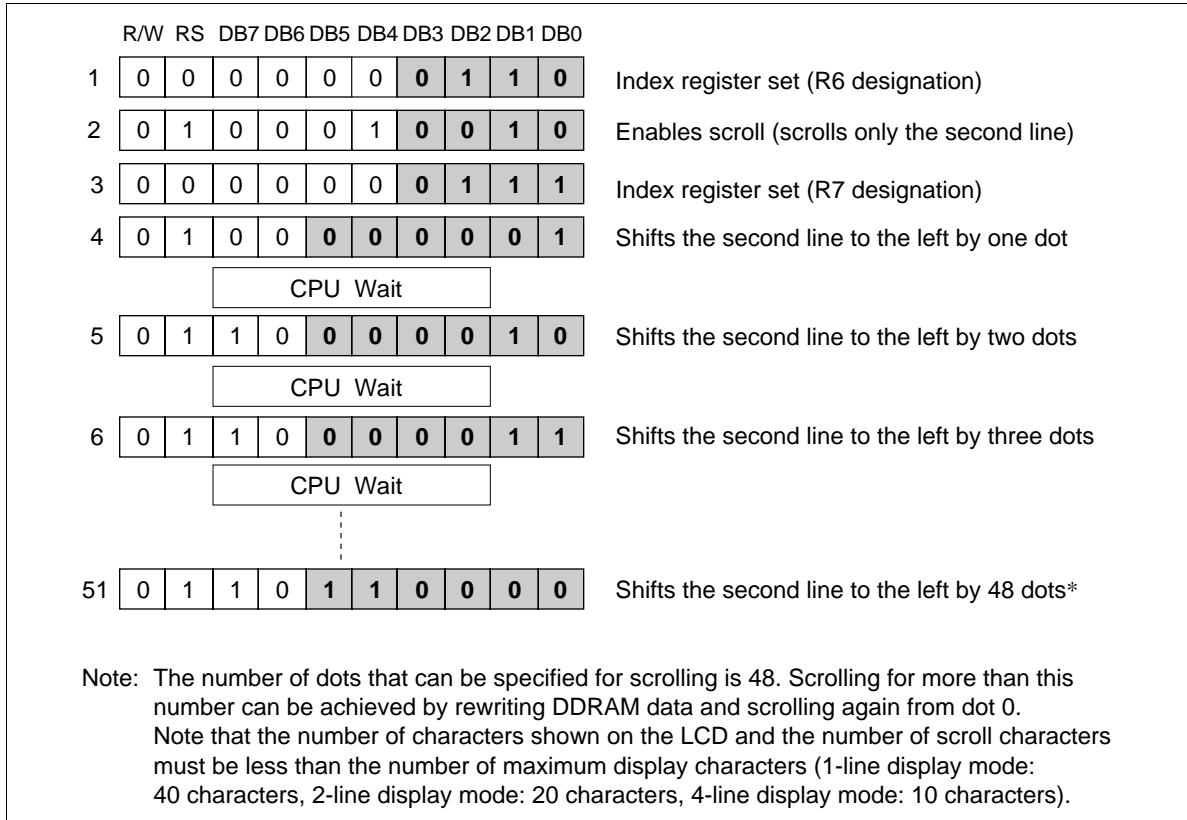 R/W RS DB7 DB6 DB5 DB4 DB3 DB2 DB1 DB0
1 0 0 0 0 0 0 0 1 1 0 Index register set (R6 designation)
2 0 1 0 0 0 1 0 0 1 0 Enables scroll (scrolls only the second line)
3 0 0 0 0 0 0 0 1 1 1 Index register set (R7 designation)
4 0 1 0 0 0 0 0 0 0 1 Shifts the second line to the left by one dot
CPU Wait
5 0 1 1 0 0 0 0 0 1 0 Shifts the second line to the left by two dots
CPU Wait
6 0 1 1 0 0 0 0 0 1 1 Shifts the second line to the left by three dots
CPU Wait
51 0 1 1 0 1 1 0 0 0 0 Shifts the second line to the left by 48 dots*
Note: The number of dots that can be specified for scrolling is 48. Scrolling for more than this
number can be achieved by rewriting DDRAM data and scrolling again from dot 0.
Note that the number of characters shown on the LCD and the number of scroll characters
must be less than the number of maximum display characters (1-line display mode:
40 characters, 2-line display mode: 20 characters, 4-line display mode: 10 characters).